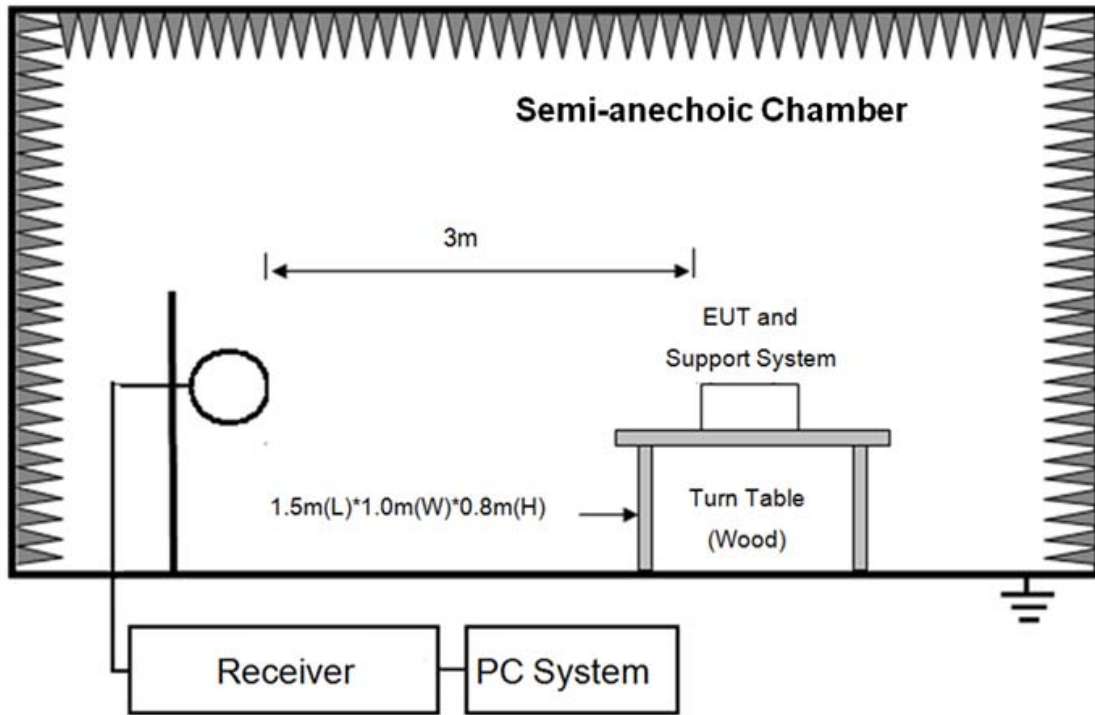 Semi-anechoic Chamber
3m
EUT and
Support System
1.5m(L)*1.0m(W)*0.8m(H)
Turn Table
(Wood)
Receiver
PC System